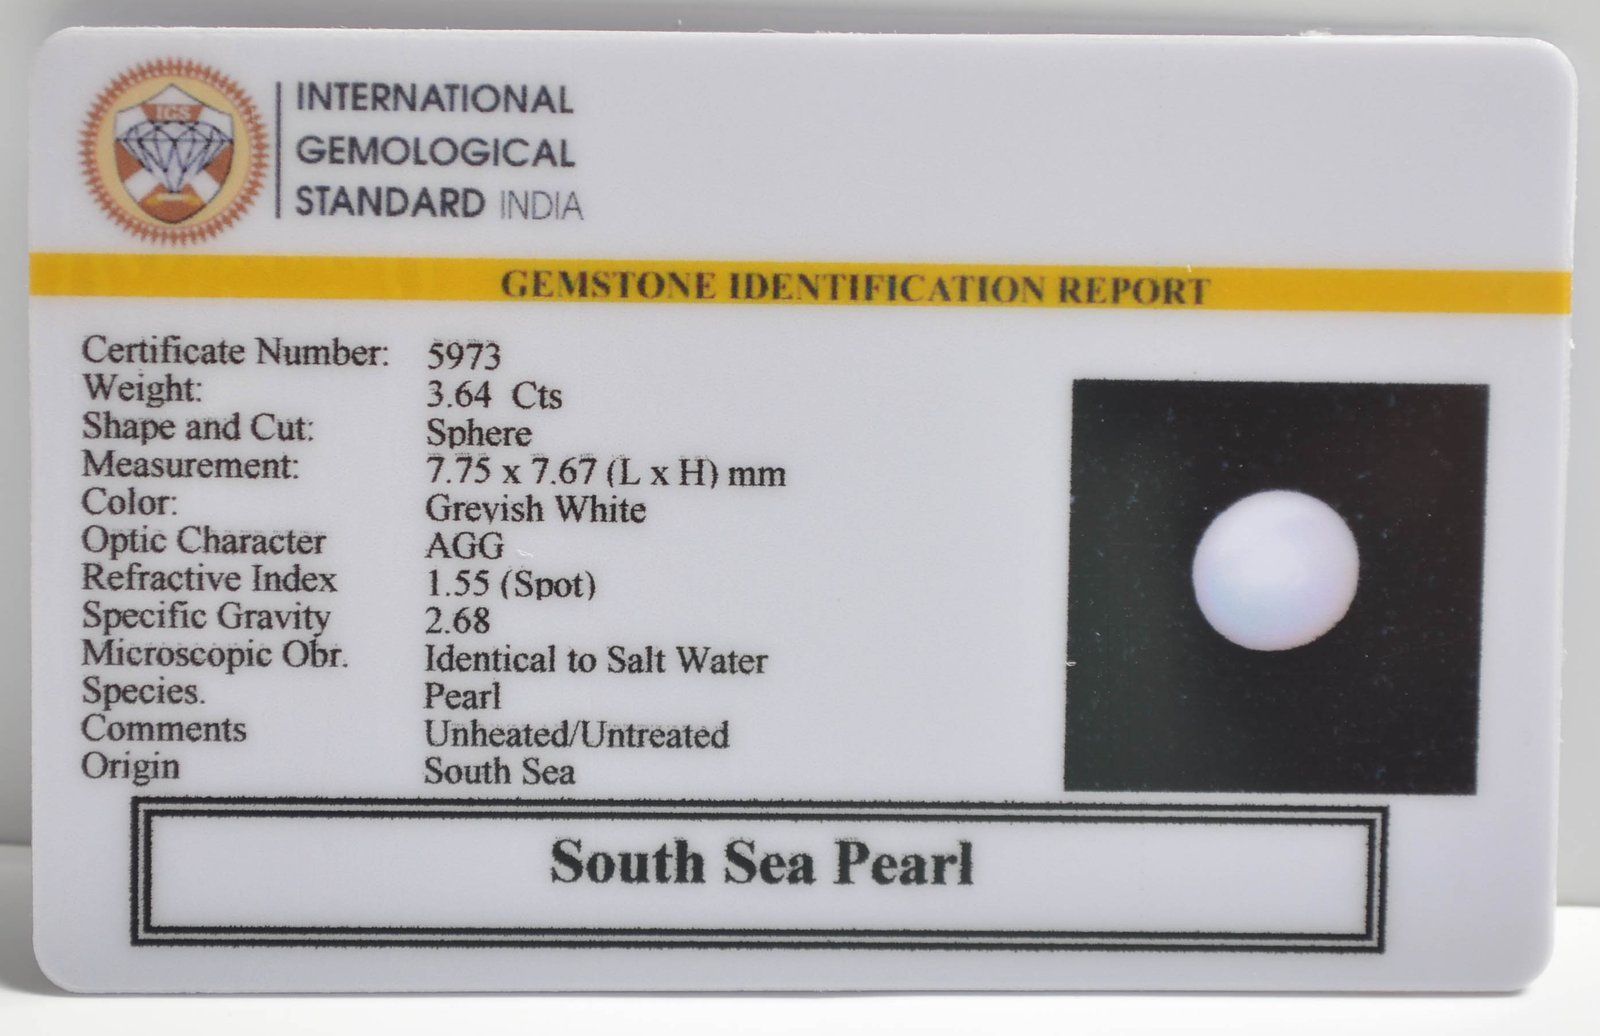 IGS
INTERNATIONAL
GEMOLOGICAL
STANDARD INDIA
GEMSTONE IDENTIFICATION REPORT
Certificate Number: 5973
Weight: 3.64 Cts
Shape and Cut: Sphere
Measurement: 7.75 x 7.67 (L x H) mm
Color: Greyish White
Optic Character AGG
Refractive Index 1.55 (Spot)
Specific Gravity 2.68
Microscopic Obr. Identical to Salt Water
Species. Pearl
Comments Unheated/Untreated
Origin South Sea
South Sea Pearl